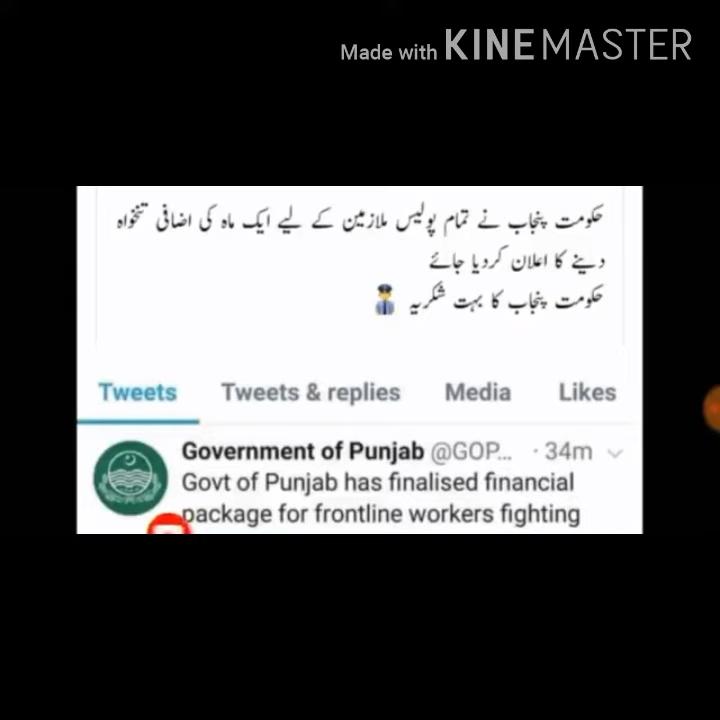 Made with KINEMASTER
حکومت پنجاب نے تمام پولیس ملازمین کے لیے ایک ماہ کی اضافی تنخواہ
دینے کا اعلان کردیا جائے
حکومت پنجاب کا بہت شکریہ
Tweets Tweets & replies Media Likes
Government of Punjab @GOP... · 34m
Govt of Punjab has finalised financial
package for frontline workers fighting